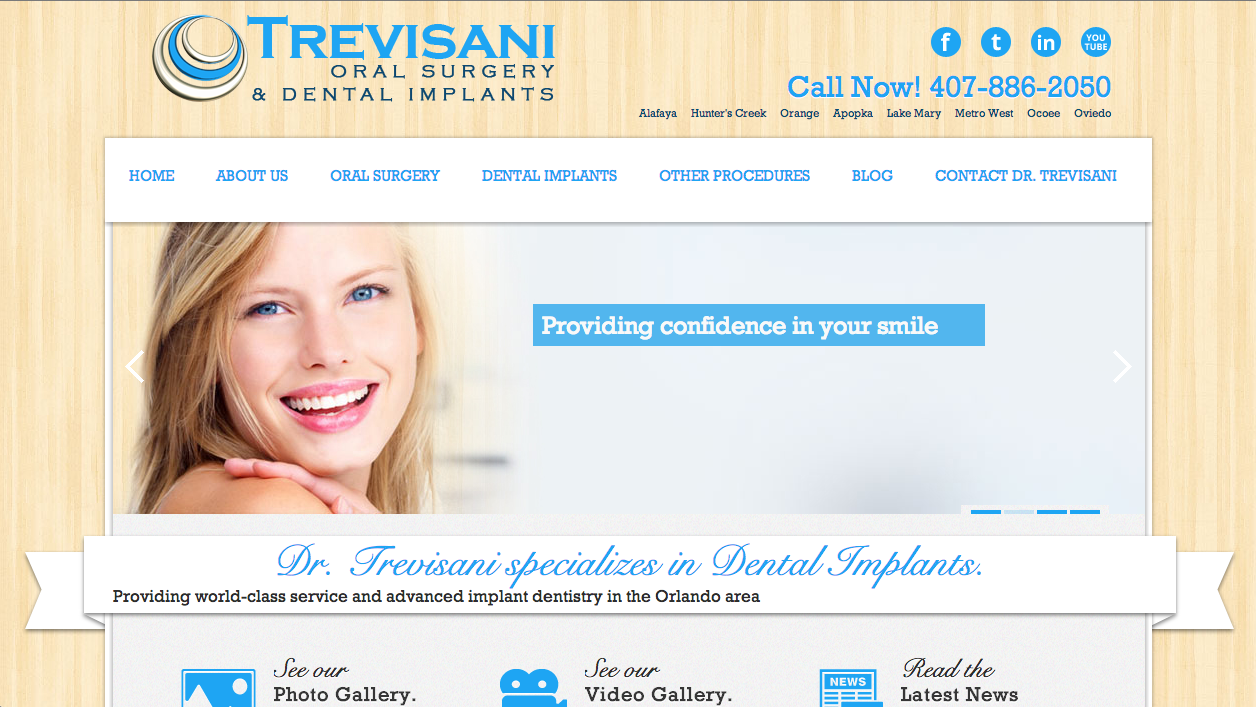 TREVISANI
ORAL SURGERY
& DENTAL IMPLANTS
f t in YOU TUBE
Call Now! 407-886-2050
Alafaya Hunter's Creek Orange Apopka Lake Mary Metro West Ocoee Oviedo
HOME ABOUT US ORAL SURGERY DENTAL IMPLANTS OTHER PROCEDURES BLOG CONTACT DR. TREVISANI
Providing confidence in your smile
Dr. Trevisani specializes in Dental Implants.
Providing world-class service and advanced implant dentistry in the Orlando area
See our
Photo Gallery.
See our
Video Gallery.
NEWS
Read the
Latest News